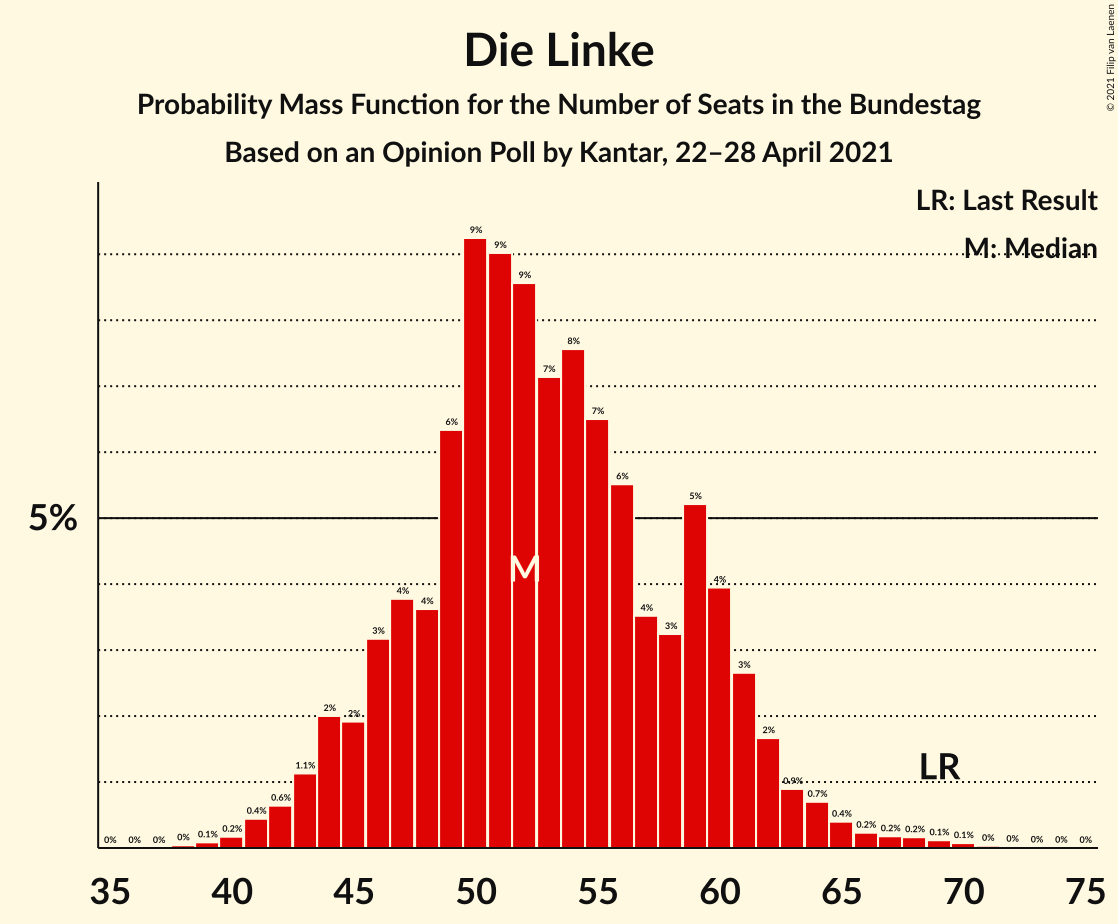 Die Linke
Probability Mass Function for the Number of Seats in the Bundestag
Based on an Opinion Poll by Kantar, 22–28 April 2021
© 2021 Filip van Laenen
LR: Last Result
M: Median
5%
0% 0% 0% 0% 0.1% 0.2% 0.4% 0.6% 1.1% 2% 2% 3% 4% 4% 6% 9% 9% 9% 7% 8% 7% 6% 4% 3% 5% 4% 3% 2% 0.9% 0.7% 0.4% 0.2% 0.2% 0.2% 0.1% 0.1% 0% 0% 0% 0% 0%
M
LR
35 40 45 50 55 60 65 70 75